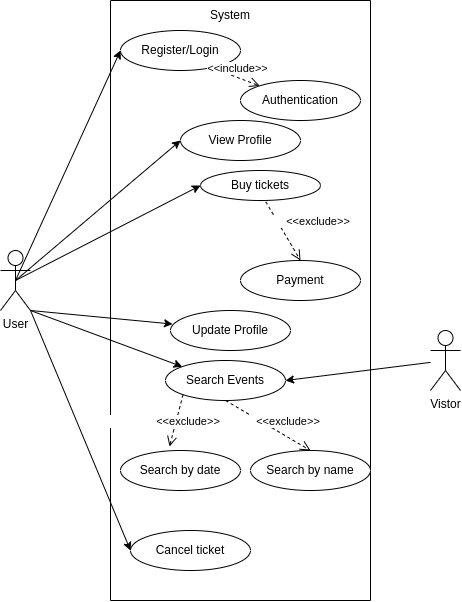 System
Register/Login
<<include>>
Authentication
View Profile
Buy tickets
<<exclude>>
Payment
User
Update Profile
Search Events
Vistor
<<exclude>>
<<exclude>>
Search by date
Search by name
Cancel ticket